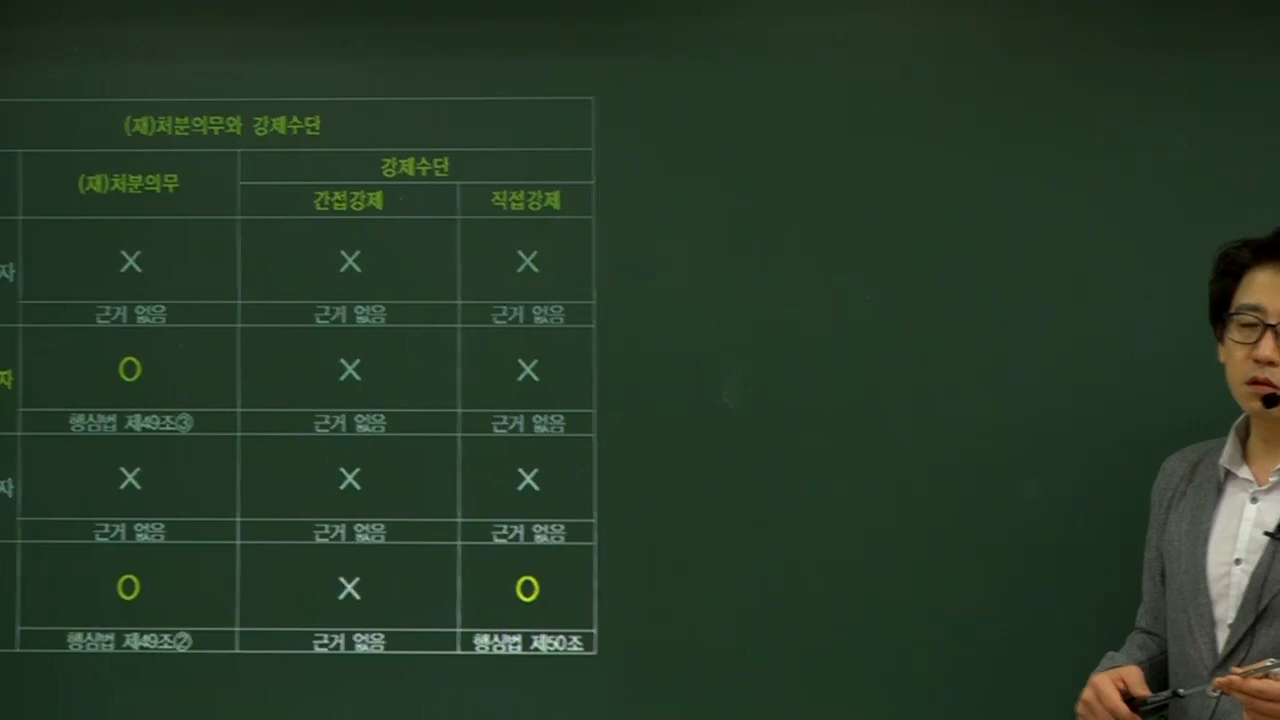 (재)처분의무와 강제수단
(재)처분의무 강제수단
간접강제 직접강제
자 X X X
근거 없음 근거 없음 근거 없음
자 O X X
행심법 제49조③ 근거 없음 근거 없음
자 X X X
근거 없음 근거 없음 근거 없음
O X O
행심법 제49조② 근거 없음 행심법 제50조